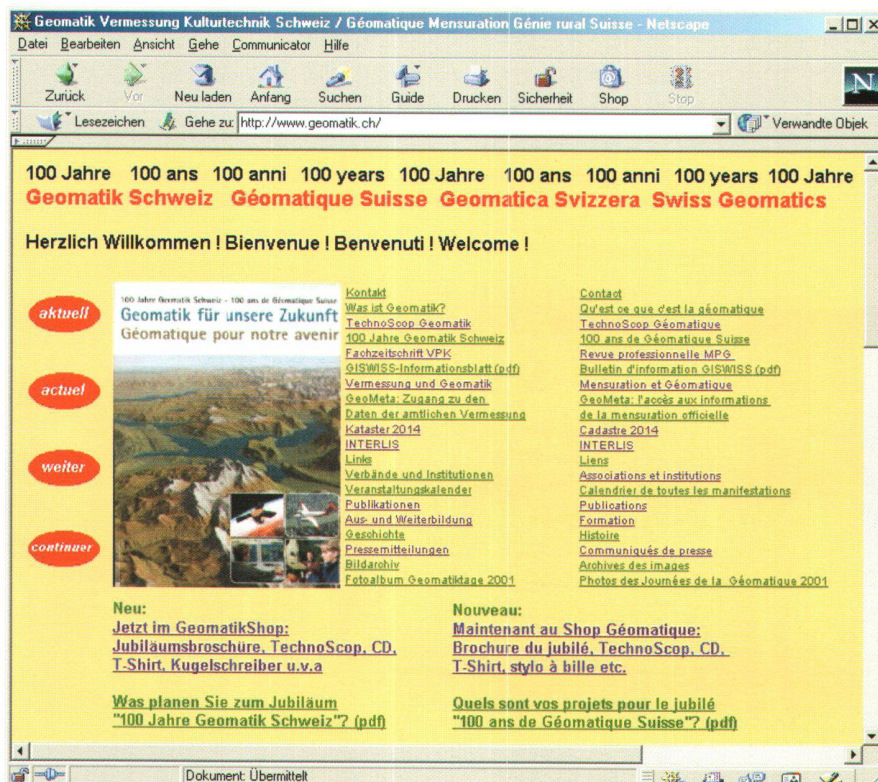 Geomatik Vermessung Kulturtechnik Schweiz / Géomatique Mensuration Génie rural Suisse - Netscape
Datei Bearbeiten Ansicht Gehe Communicator Hilfe
Zurück Vor Neu laden Anfang Suchen Guide Drucken Sicherheit Shop Stop
N
Lesezeichen Gehe zu: http://www.geomatik.ch/ Verwandte Objek
100 Jahre 100 ans 100 anni 100 years 100 Jahre 100 ans 100 anni 100 years 100 Jahre
Geomatik Schweiz Géomatique Suisse Geomatica Svizzera Swiss Geomatics
Herzlich Willkommen ! Bienvenue ! Benvenuti ! Welcome !
aktuell
actuel
weiter
continuer
100 Jahre Geomatik Schweiz - 100 ans de Géomatique Suisse
Geomatik für unsere Zukunft
Géomatique pour notre avenir
Kontakt
Was ist Geomatik?
TechnoScop Geomatik
100 Jahre Geomatik Schweiz
Fachzeitschrift VPK
GISWISS-Informationsblatt (pdf)
Vermessung und Geomatik
GeoMeta: Zugang zu den
Daten der amtlichen Vermessung
Kataster 2014
INTERLIS
Links
Verbände und Institutionen
Veranstaltungskalender
Publikationen
Aus- und Weiterbildung
Geschichte
Pressemitteilungen
Bildarchiv
Fotoalbum Geomatiktage 2001
Contact
Qu'est ce que c'est la géomatique
TechnoScop Géomatique
100 ans de Géomatique Suisse
Revue professionnelle MPG
Bulletin d'information GISWISS (pdf)
Mensuration et Géomatique
GeoMeta: l'accès aux informations
de la mensuration officielle
Cadastre 2014
INTERLIS
Liens
Associations et institutions
Calendrier de toutes les manifestations
Publications
Formation
Histoire
Communiqués de presse
Archives des images
Photos des Journées de la Géomatique 2001
Neu:
Jetzt im GeomatikShop:
Jubiläumsbroschüre, TechnoScop, CD,
T-Shirt, Kugelschreiber u.v.a
Was planen Sie zum Jubiläum
"100 Jahre Geomatik Schweiz"? (pdf)
Nouveau:
Maintenant au Shop Géomatique:
Brochure du jubilé, TechnoScop, CD,
T-Shirt, stylo à bille etc.
Quels sont vos projets pour le jubilé
"100 ans de Géomatique Suisse"? (pdf)
Dokument: Übermittelt